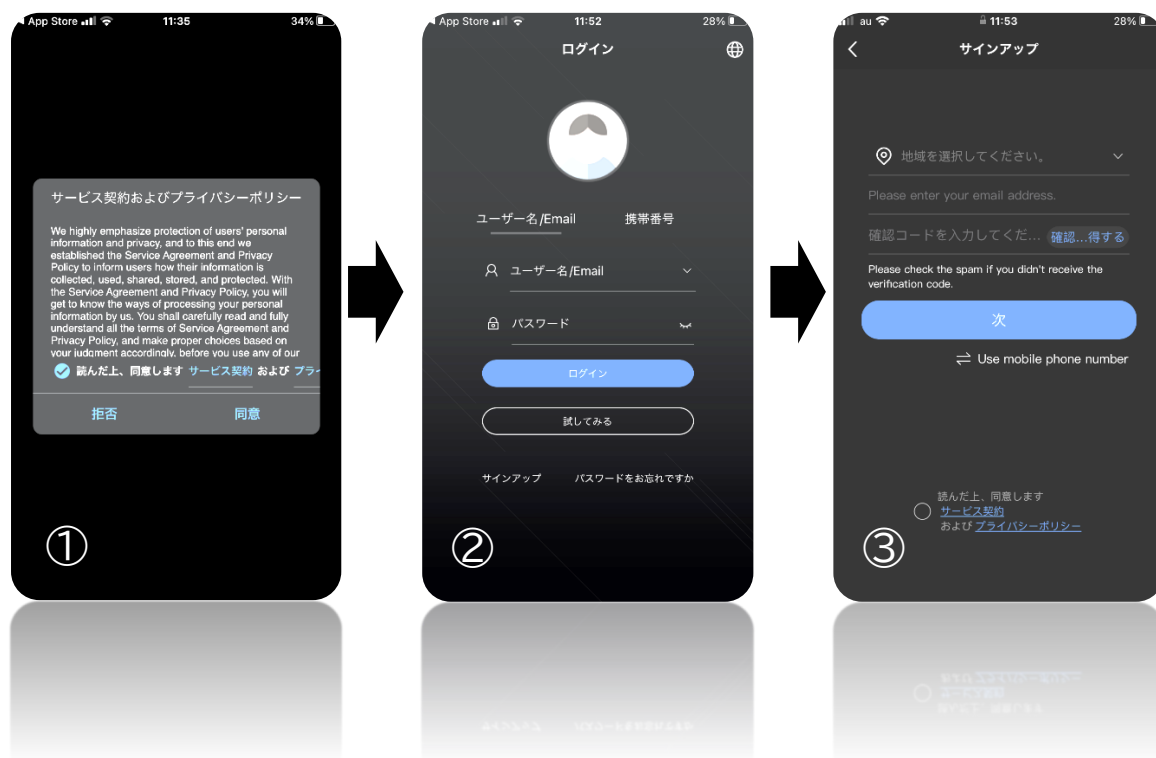 App Store 11:35 34%
サービス契約およびプライバシーポリシー
We highly emphasize protection of users' personal
information and privacy, and to this end we
established the Service Agreement and Privacy
Policy to inform users how their information is
collected, used, shared, stored, and protected. With
the Service Agreement and Privacy Policy, you will
get to know the ways of processing your personal
information by us. You shall carefully read and fully
understand all the terms of Service Agreement and
Privacy Policy, and make proper choices based on
your judgment accordingly, before you use any of our
読んだ上、同意します サービス契約 および プライ
拒否 同意
①
App Store 11:52 28%
ログイン
ユーザー名/Email 携帯番号
ユーザー名/Email
パスワード
ログイン
試してみる
サインアップ パスワードをお忘れですか
②
au 11:53 28%
サインアップ
地域を選択してください。
Please enter your email address.
確認コードを入力してくだ... 確認...得する
Please check the spam if you didn't receive the
verification code.
次
Use mobile phone number
読んだ上、同意します
サービス契約
および プライバシーポリシー
③